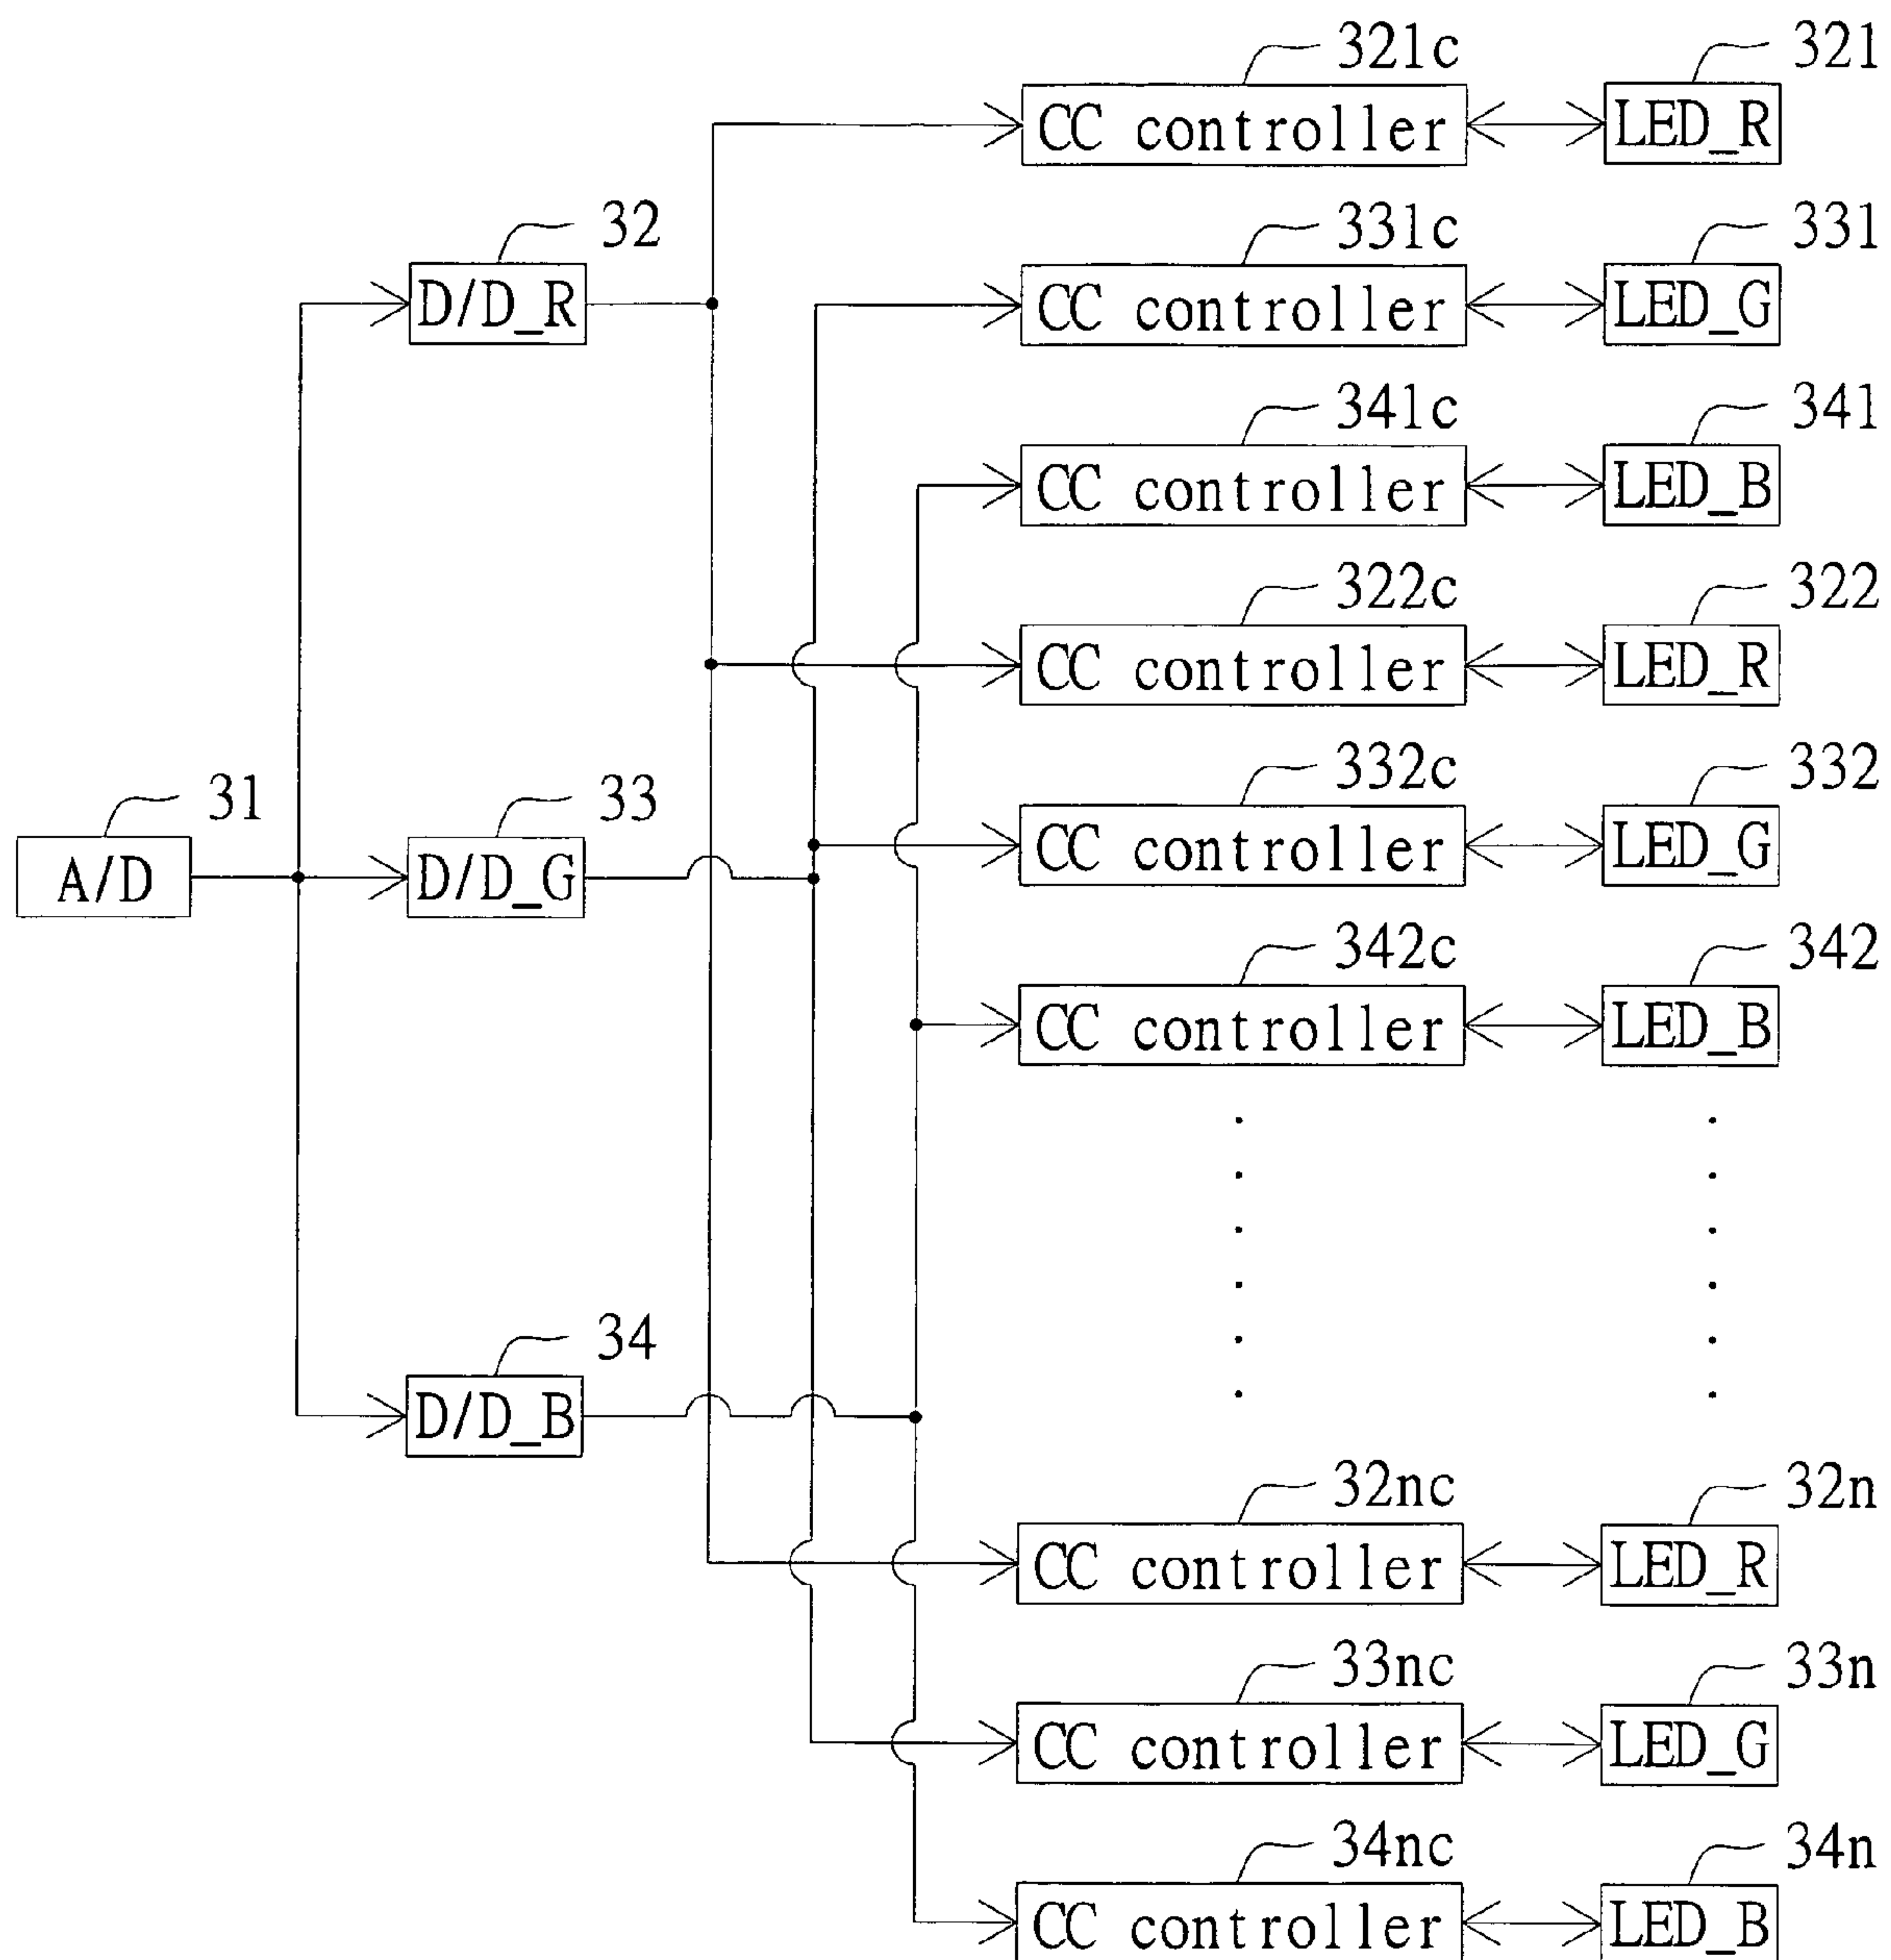 321c 321
CC controller LED_R
32 331c 331
D/D_R CC controller LED_G
341c 341
CC controller LED_B
322c 322
CC controller LED_R
31 33 332c 332
A/D D/D_G CC controller LED_G
342c 342
CC controller LED_B
34
D/D_B
32nc 32n
CC controller LED_R
33nc 33n
CC controller LED_G
34nc 34n
CC controller LED_B